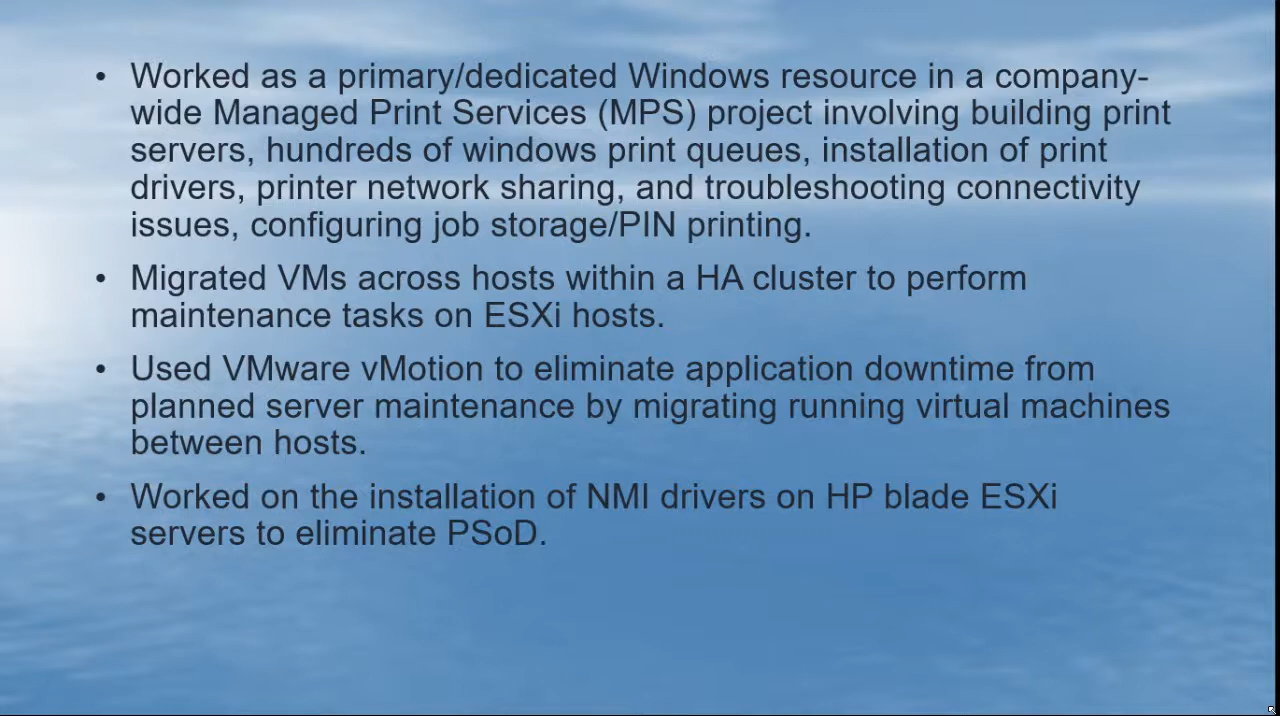 • Worked as a primary/dedicated Windows resource in a company-
wide Managed Print Services (MPS) project involving building print
servers, hundreds of windows print queues, installation of print
drivers, printer network sharing, and troubleshooting connectivity
issues, configuring job storage/PIN printing.
• Migrated VMs across hosts within a HA cluster to perform
maintenance tasks on ESXi hosts.
• Used VMware vMotion to eliminate application downtime from
planned server maintenance by migrating running virtual machines
between hosts.
• Worked on the installation of NMI drivers on HP blade ESXi
servers to eliminate PSoD.